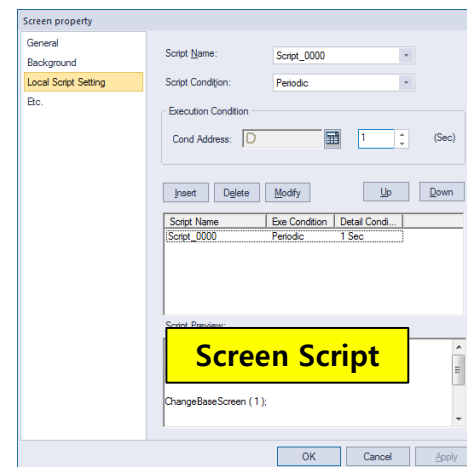 Screen property
General
Background
Local Script Setting
Etc.
Script Name: Script_0000
Script Condition: Periodic
Execution Condition
Cond Address: D 1 (Sec)
Insert Delete Modify Up Down
Script Name Exe Condition Detail Condi...
Script_0000 Periodic 1 Sec
Script Preview:
Screen Script
ChangeBaseScreen ( 1 );
OK Cancel Apply